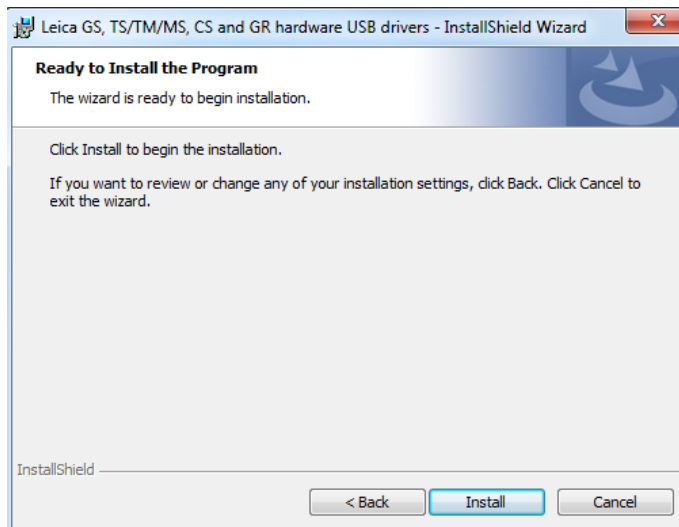 Leica GS, TS/TM/MS, CS and GR hardware USB drivers - InstallShield Wizard
Ready to Install the Program
The wizard is ready to begin installation.
Click Install to begin the installation.
If you want to review or change any of your installation settings, click Back. Click Cancel to
exit the wizard.
InstallShield
< Back Install Cancel